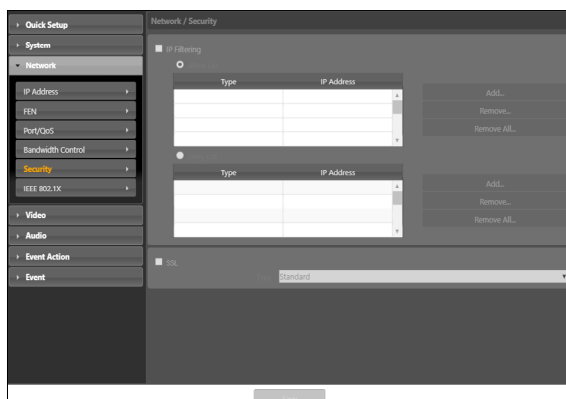 Quick Setup
System
Network
IP Address
FEN
Port/QoS
Bandwidth Control
Security
IEEE 802.1X
Video
Audio
Event Action
Event
Network / Security
IP Filtering
Type IP Address
Add...
Remove...
Remove All...
Type IP Address
Add...
Remove...
Remove All...
SSL
Standard